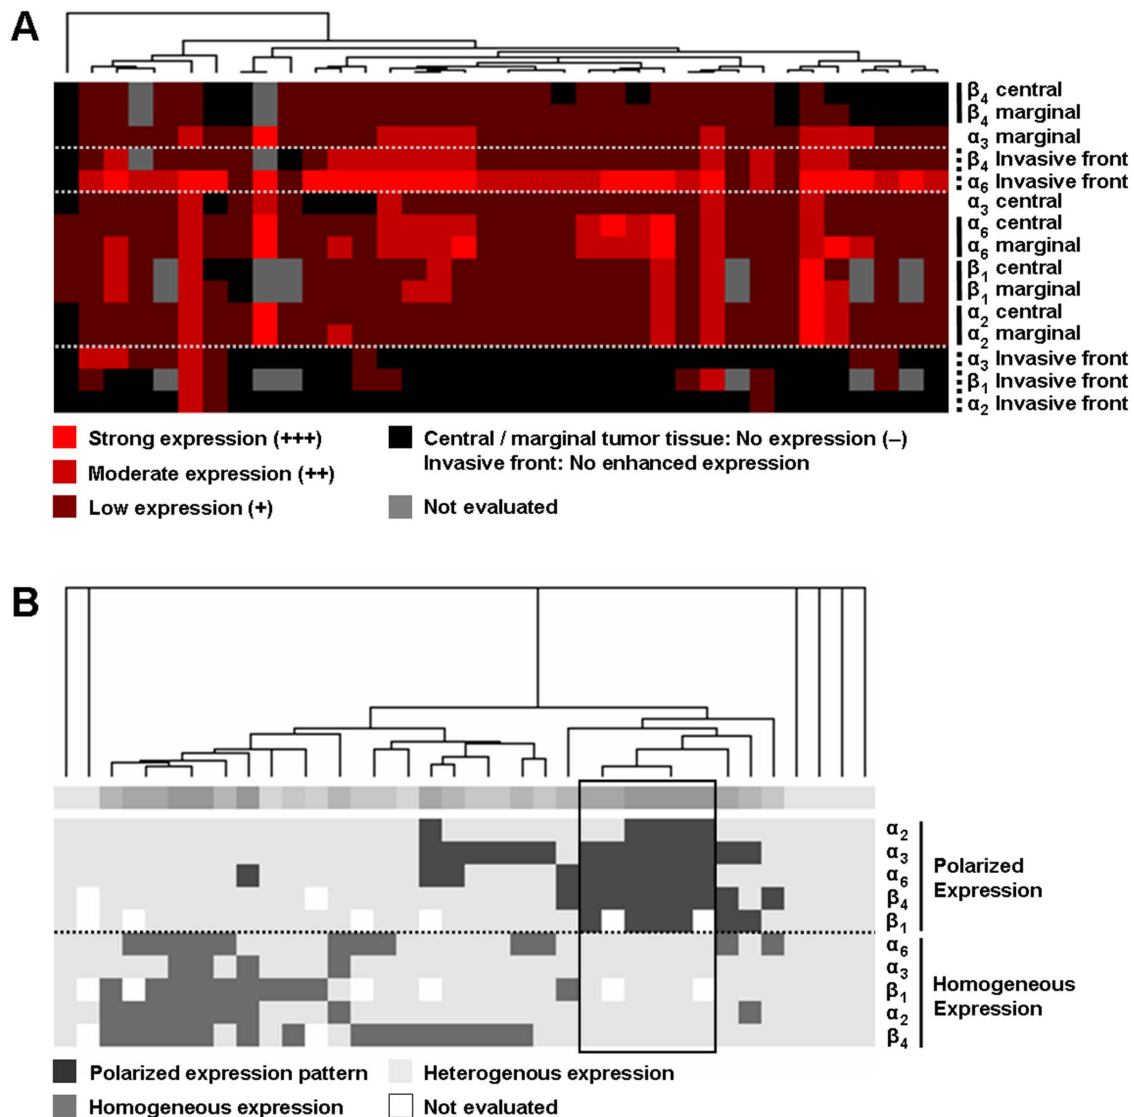 A
β4 central
β4 marginal
α3 marginal
β4 Invasive front
α6 Invasive front
α3 central
α6 central
α6 marginal
β1 central
β1 marginal
α2 central
α2 marginal
α3 Invasive front
β1 Invasive front
α2 Invasive front
Strong expression (+++)
Moderate expression (++)
Low expression (+)
Central / marginal tumor tissue: No expression (–)
Invasive front: No enhanced expression
Not evaluated
B
α2
α3
α6
β4
β1
Polarized
Expression
α6
α3
β1
α2
β4
Homogeneous
Expression
Polarized expression pattern
Homogeneous expression
Heterogenous expression
Not evaluated